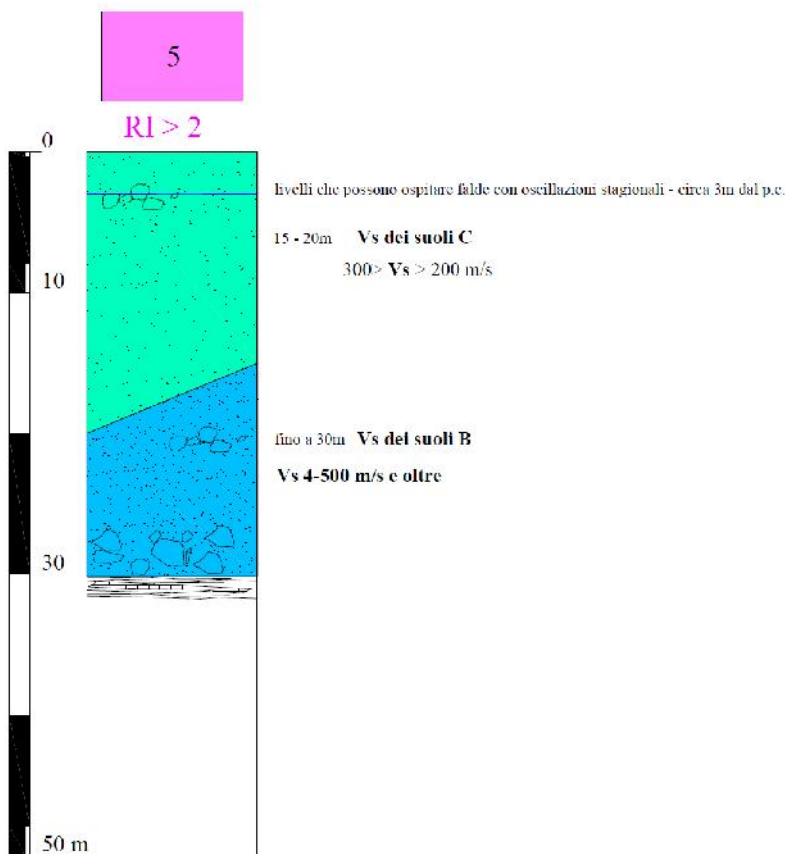 5
RI > 2
0
livelli che possono ospitare falde con oscillazioni stagionali - circa 3m dal p.c.
15 - 20m Vs dei suoli C
300> Vs > 200 m/s
10
fino a 30m Vs dei suoli B
Vs 4-500 m/s e oltre
30
50 m